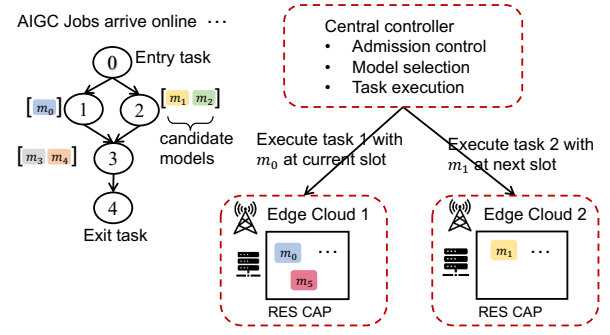 AIGC Jobs arrive online ⋯
0
Entry task
[m₀]
1
2
[m₁ m₂]
candidate
models
[m₃ m₄]
3
4
Exit task
Central controller
• Admission control
• Model selection
• Task execution
Execute task 1 with
m₀ at current slot
Execute task 2 with
m₁ at next slot
Edge Cloud 1
m₀ ⋯
m₅
RES CAP
Edge Cloud 2
m₁ ⋯
RES CAP